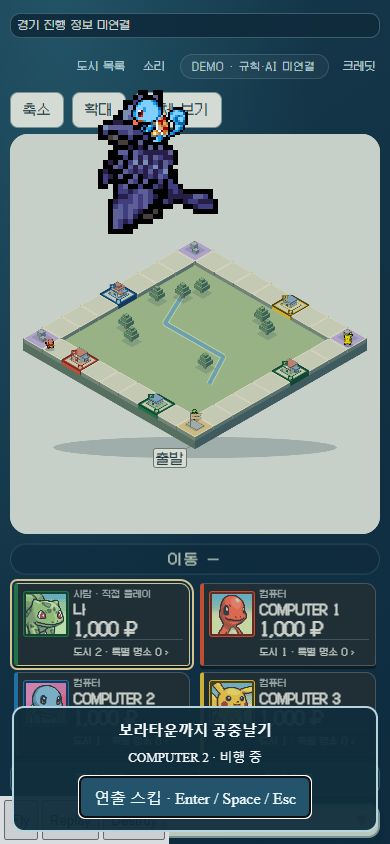 경기 진행 정보 미연결
도시 목록
소리
DEMO · 규칙·AI 미연결
크레딧
축소
확대
보기
출발
이동 —
사람 · 직접 플레이
나
1,000 ₽
도시 2 · 특별 명소 0 ›
컴퓨터
COMPUTER 1
1,000 ₽
도시 1 · 특별 명소 0 ›
컴퓨터
COMPUTER 2
컴퓨터
COMPUTER 3
보라타운까지 공중날기
COMPUTER 2 · 비행 중
연출 스킵 · Enter / Space / Esc